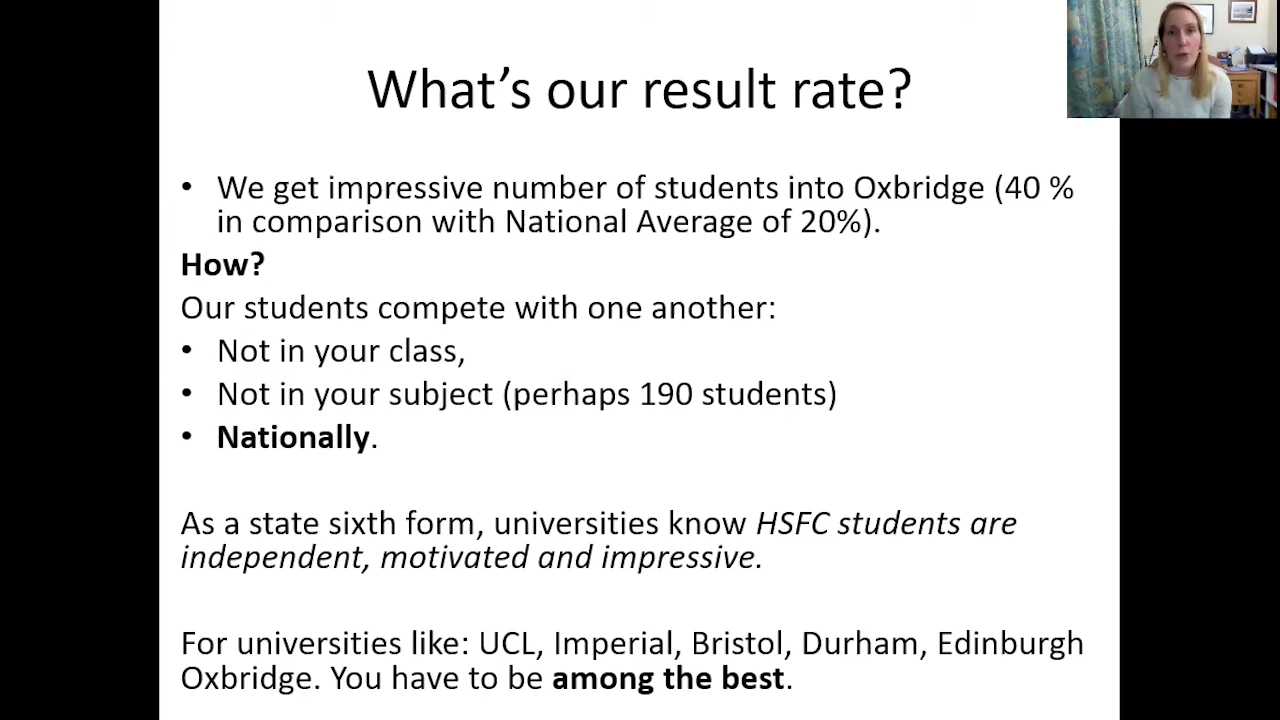 What's our result rate?
• We get impressive number of students into Oxbridge (40 %
in comparison with National Average of 20%).
How?
Our students compete with one another:
• Not in your class,
• Not in your subject (perhaps 190 students)
• Nationally.
As a state sixth form, universities know HSFC students are
independent, motivated and impressive.
For universities like: UCL, Imperial, Bristol, Durham, Edinburgh
Oxbridge. You have to be among the best.